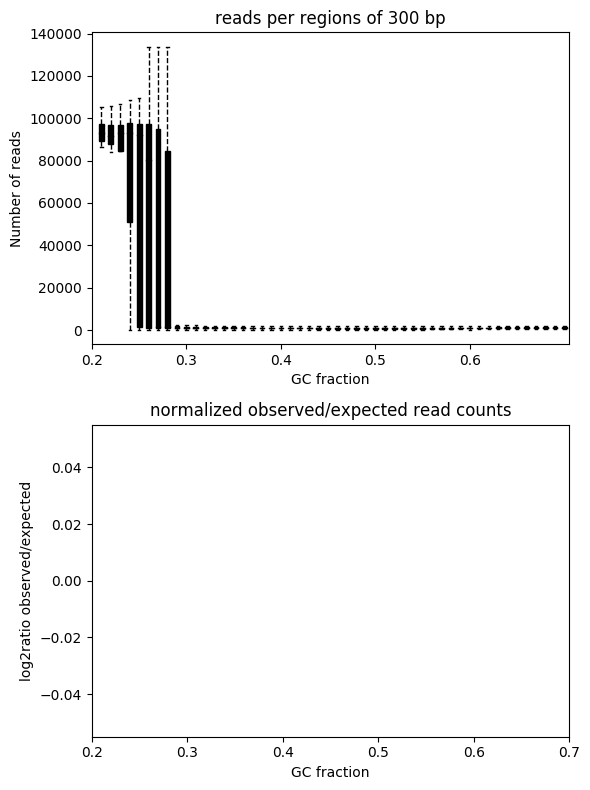 reads per regions of 300 bp
140000
120000
100000
80000
60000
40000
20000
0
Number of reads
0.2 0.3 0.4 0.5 0.6
GC fraction
normalized observed/expected read counts
0.04
0.02
0.00
−0.02
−0.04
log2ratio observed/expected
0.2 0.3 0.4 0.5 0.6 0.7
GC fraction